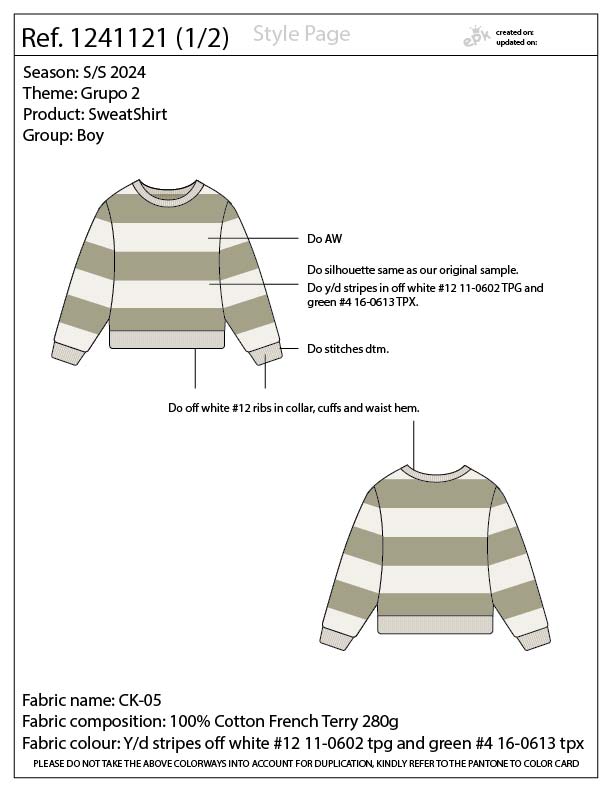 Ref. 1241121 (1/2)
Style Page
epk
created on:
updated on:
Season: S/S 2024
Theme: Grupo 2
Product: SweatShirt
Group: Boy
Do AW
Do silhouette same as our original sample.
Do y/d stripes in off white #12 11-0602 TPG and
green #4 16-0613 TPX.
Do stitches dtm.
Do off white #12 ribs in collar, cuffs and waist hem.
Fabric name: CK-05
Fabric composition: 100% Cotton French Terry 280g
Fabric colour: Y/d stripes off white #12 11-0602 tpg and green #4 16-0613 tpx
PLEASE DO NOT TAKE THE ABOVE COLORWAYS INTO ACCOUNT FOR DUPLICATION, KINDLY REFER TO THE PANTONE TO COLOR CARD